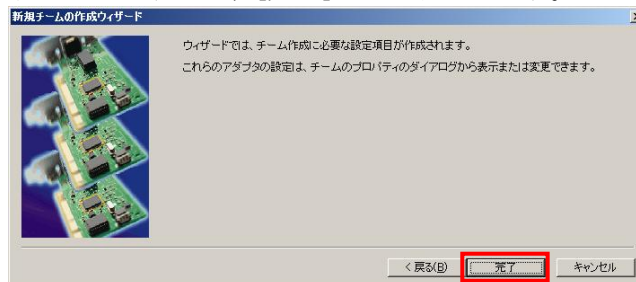 新規チームの作成ウィザード
ウィザードでは、チーム作成に必要な設定項目が作成されます。
これらのアダプタの設定は、チームのプロパティのダイアログから表示または変更できます。
< 戻る(B)
完了
キャンセル